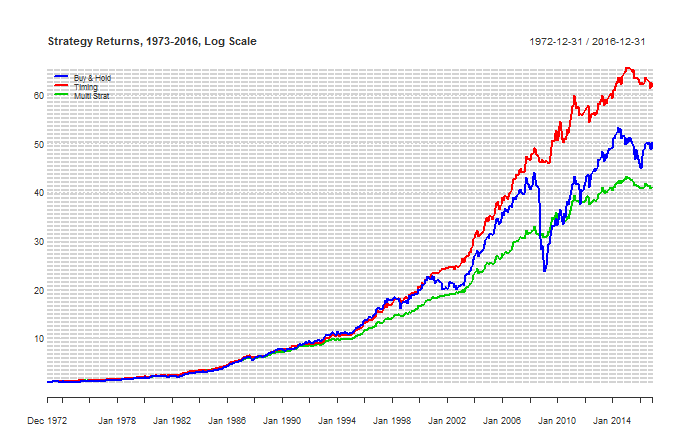 Strategy Returns, 1973-2016, Log Scale
1972-12-31 / 2016-12-31
Buy & Hold
Timing
Multi Strat
60
50
40
30
20
10
Dec 1972
Jan 1978
Jan 1982
Jan 1986
Jan 1990
Jan 1994
Jan 1998
Jan 2002
Jan 2006
Jan 2010
Jan 2014